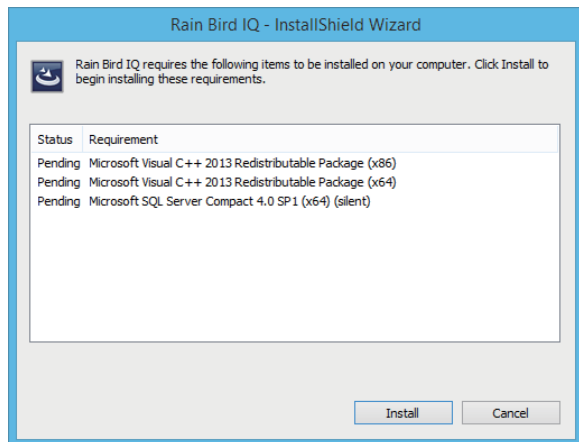 Rain Bird IQ - InstallShield Wizard
Rain Bird IQ requires the following items to be installed on your computer. Click Install to
begin installing these requirements.
Status Requirement
Pending Microsoft Visual C++ 2013 Redistributable Package (x86)
Pending Microsoft Visual C++ 2013 Redistributable Package (x64)
Pending Microsoft SQL Server Compact 4.0 SP1 (x64) (silent)
Install Cancel